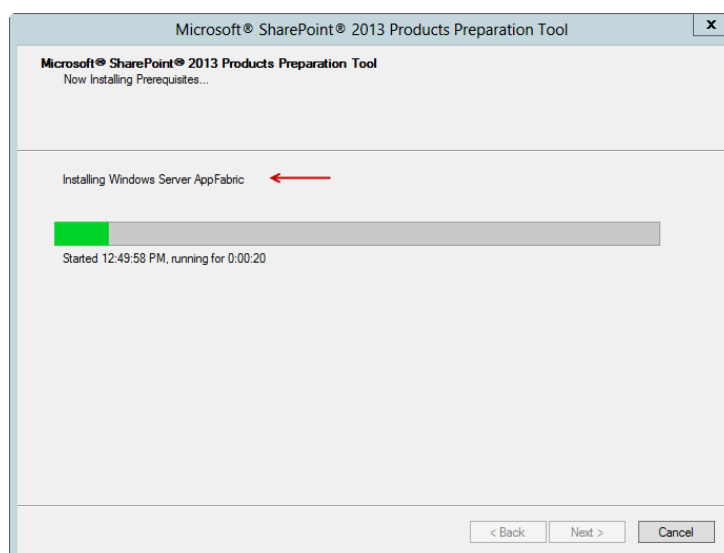 Microsoft® SharePoint® 2013 Products Preparation Tool
x
Microsoft® SharePoint® 2013 Products Preparation Tool
Now Installing Prerequisites...
Installing Windows Server AppFabric
Started 12:49:58 PM, running for 0:00:20
< Back Next > Cancel